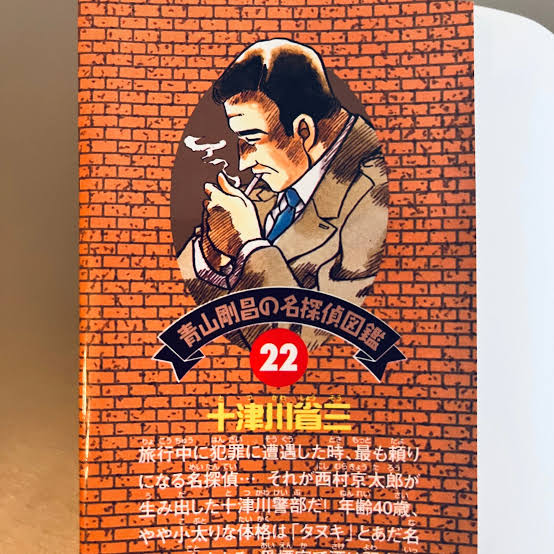 青山剛昌の名探偵図鑑
22
十津川省三
旅行中に犯罪に遭遇した時、最も頼り
になる名探偵… それが西村京太郎が
生み出した十津川警部だ! 年齢40歳、
やや小太りな体格は「タヌキ」とあだ名